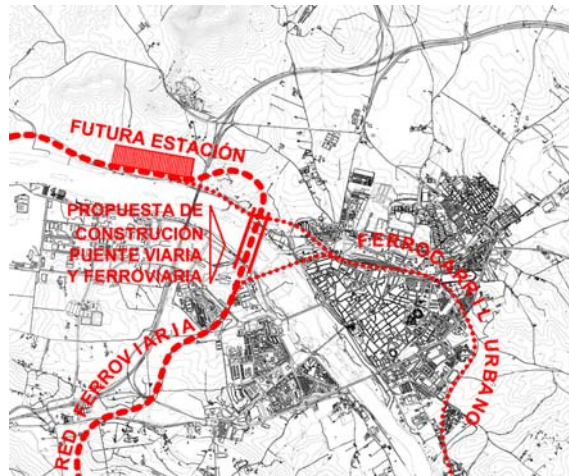 FUTURA ESTACIÓN
PROPUESTA DE
CONSTRUCIÓN
PUENTE VIARIA
Y FERROVIARIA
FERROCARRIL URBANO
RED FERROVIARIA